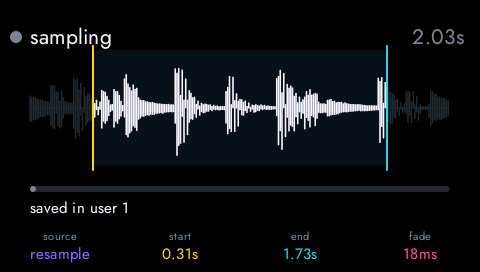 sampling 2.03s
saved in user 1
source start end fade
resample 0.31s 1.73s 18ms